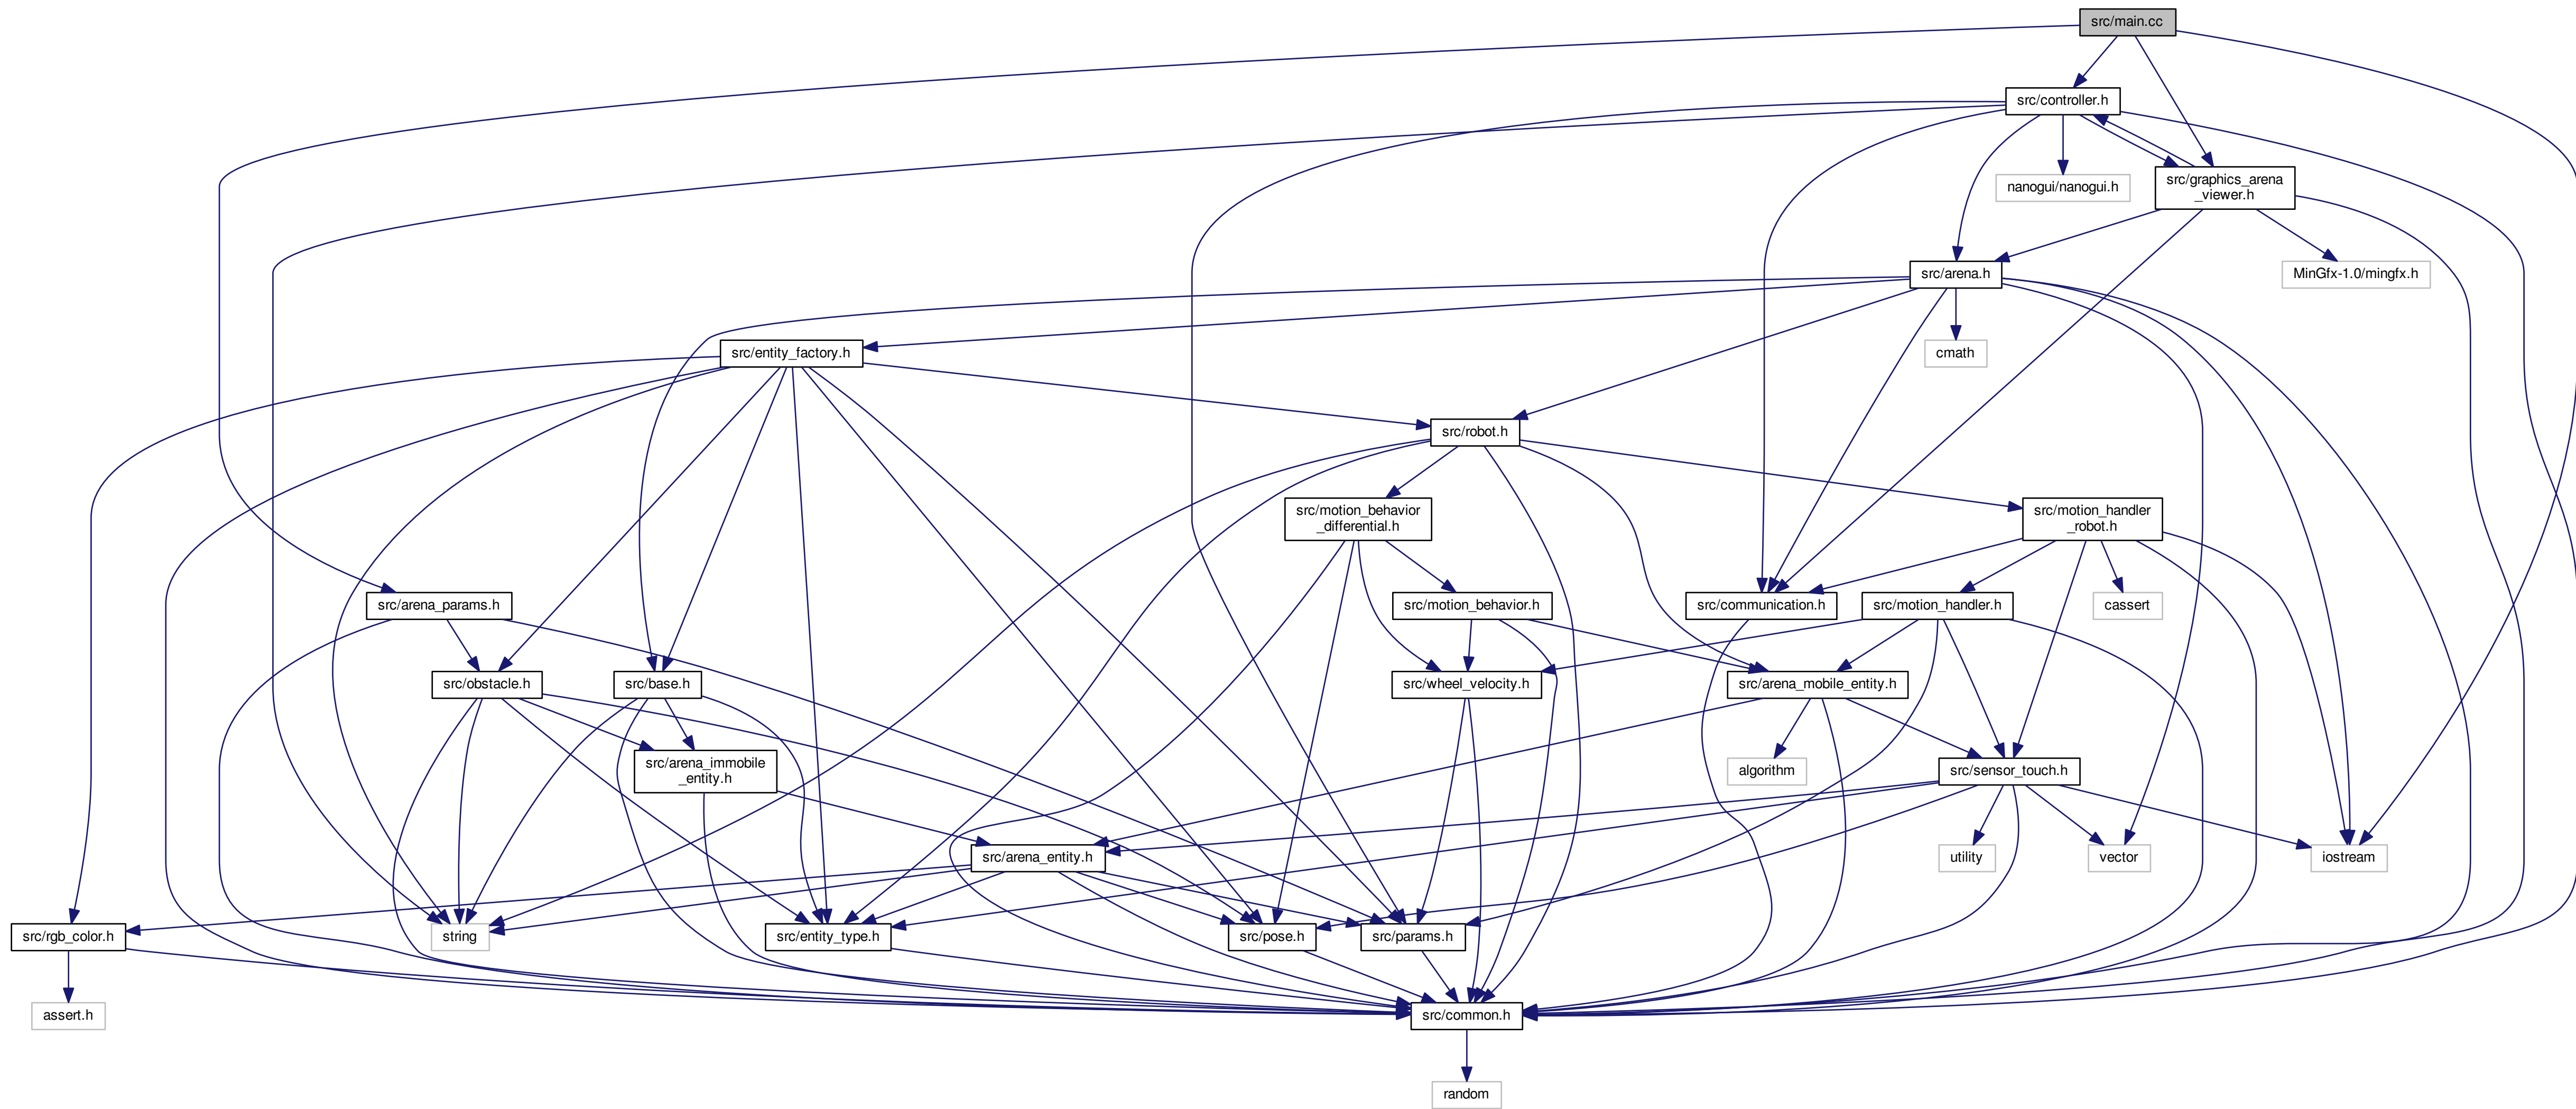 src/main.cc
src/controller.h
nanogui/nanogui.h
src/graphics_arena
_viewer.h
src/arena.h
MinGfx-1.0/mingfx.h
src/entity_factory.h
cmath
src/robot.h
src/motion_behavior
_differential.h
src/motion_handler
_robot.h
src/arena_params.h
src/motion_behavior.h
src/communication.h
src/motion_handler.h
cassert
src/obstacle.h
src/base.h
src/wheel_velocity.h
src/arena_mobile_entity.h
src/arena_immobile
_entity.h
algorithm
src/sensor_touch.h
src/arena_entity.h
utility
vector
iostream
src/rgb_color.h
string
src/entity_type.h
src/pose.h
src/params.h
assert.h
src/common.h
random